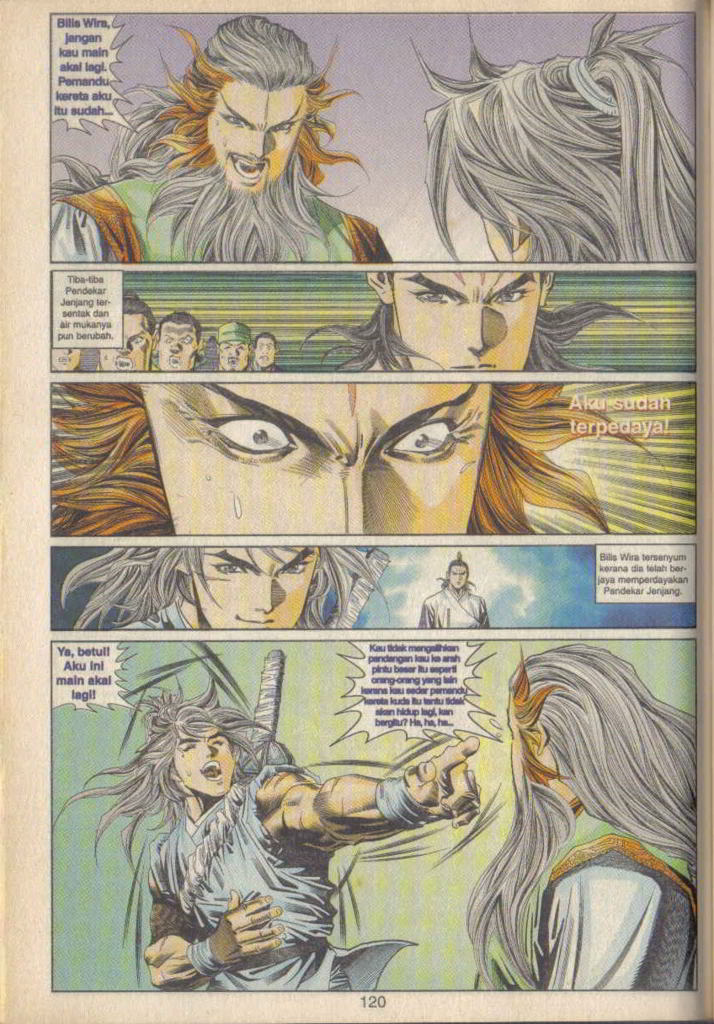 Bilis Wira,
jangan
kau main
akal lagi.
Pemandu
kereta aku
itu sudah...
Tiba-tiba
Pendekar
Jenjang ter-
sentak dan
air mukanya
pun berubah.
Aku sudah
terpedaya!
Bilis Wira tersenyum
kerana dia telah ber-
jaya memperdayakan
Pendekar Jenjang.
Ya, betul!
Aku ini
main akal
lagi!
Kau tidak mengalihkan
pandangan kau ke arah
pintu besar itu seperti
orang-orang yang lain
kerana kau sedar pemandu
kereta kuda itu tentu tidak
akan hidup lagi, kan
bergitu? Ha, ha, ha...
120